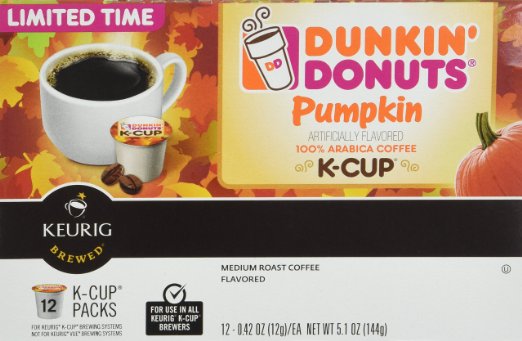 LIMITED TIME
DUNKIN'
DONUTS®
Pumpkin
ARTIFICIALLY FLAVORED
100% ARABICA COFFEE
K-CUP®
DD
DUNKIN'
DONUTS
K-CUP
KEURIG
BREWED®
MEDIUM ROAST COFFEE
FLAVORED
12
K-CUP®
PACKS
FOR KEURIG® K-CUP® BREWING SYSTEMS
NOT FOR KEURIG® VUE® BREWING SYSTEMS
FOR USE IN ALL
KEURIG® K-CUP®
BREWERS
12 - 0.42 OZ (12g)/EA NET WT 5.1 OZ (144g)
U